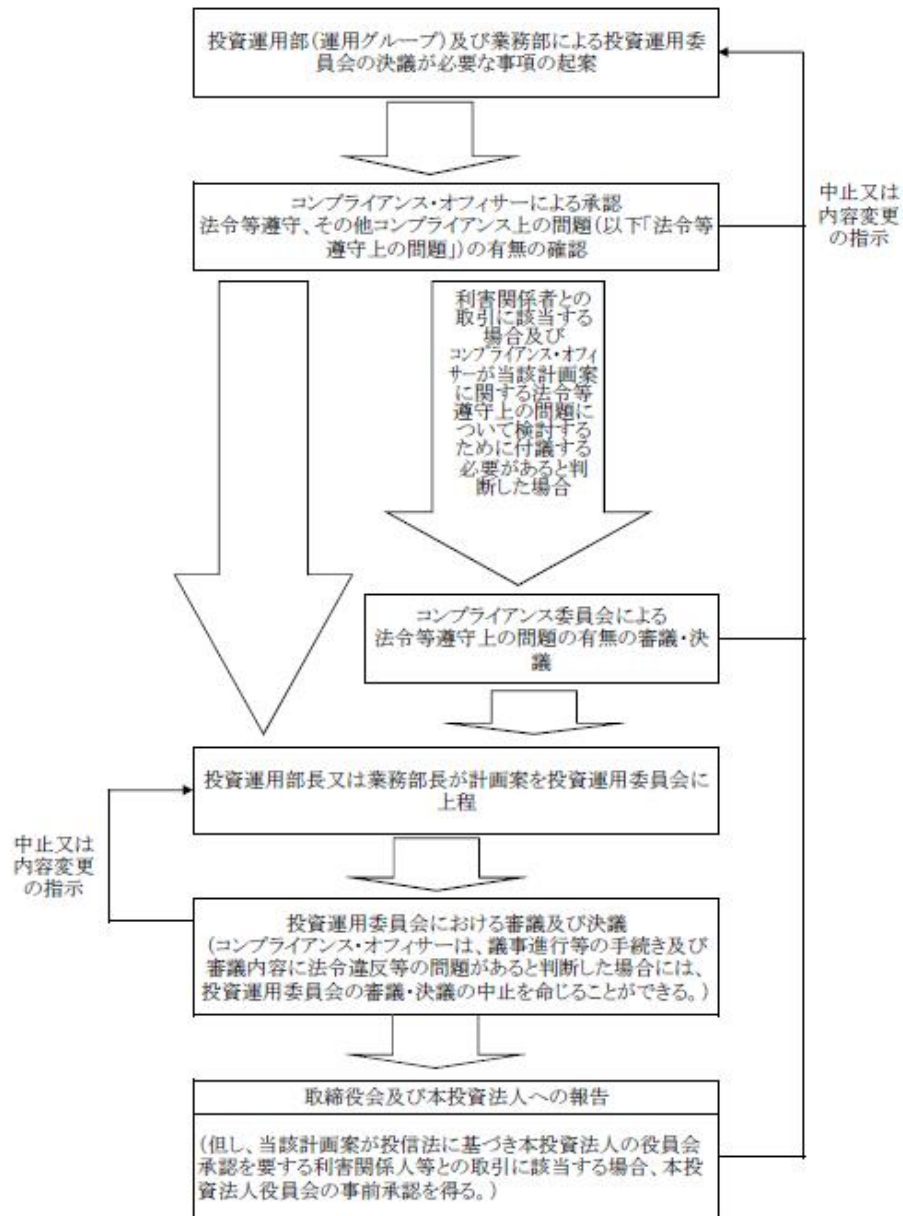 投資運用部(運用グループ)及び業務部による投資運用委
員会の決議が必要な事項の起案
中止又は
内容変更
の指示
コンプライアンス・オフィサーによる承認
法令等遵守、その他コンプライアンス上の問題(以下「法令等
遵守上の問題」)の有無の確認
利害関係者との
取引に該当する
場合及び
コンプライアンス・オフィ
サーが当該計画案
に関する法令等
遵守上の問題に
ついて検討する
ために付議する
必要があると判
断した場合
コンプライアンス委員会による
法令等遵守上の問題の有無の審議・決
議
投資運用部長又は業務部長が計画案を投資運用委員会に
上程
中止又は
内容変更
の指示
投資運用委員会における審議及び決議
(コンプライアンス・オフィサーは、議事進行等の手続き及び
審議内容に法令違反等の問題があると判断した場合には、
投資運用委員会の審議・決議の中止を命じることができる。)
取締役会及び本投資法人への報告
(但し、当該計画案が投信法に基づき本投資法人の役員会
承認を要する利害関係人等との取引に該当する場合、本投
資法人役員会の事前承認を得る。)